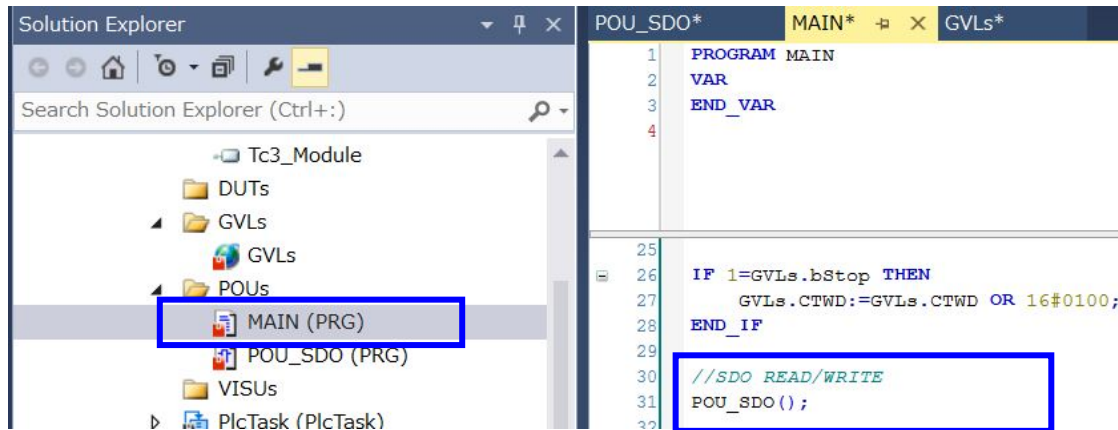 Solution Explorer
Search Solution Explorer (Ctrl+:)
Tc3_Module
DUTs
GVLs
GVLs
POUs
MAIN (PRG)
POU_SDO (PRG)
VISUs
PlcTask (PlcTask)
POU_SDO* MAIN* GVLs*
1 PROGRAM MAIN
2 VAR
3 END_VAR
4
25
26 IF 1=GVLs.bStop THEN
27 GVLs.CTWD:=GVLs.CTWD OR 16#0100;
28 END_IF
29
30 //SDO READ/WRITE
31 POU_SDO();
32